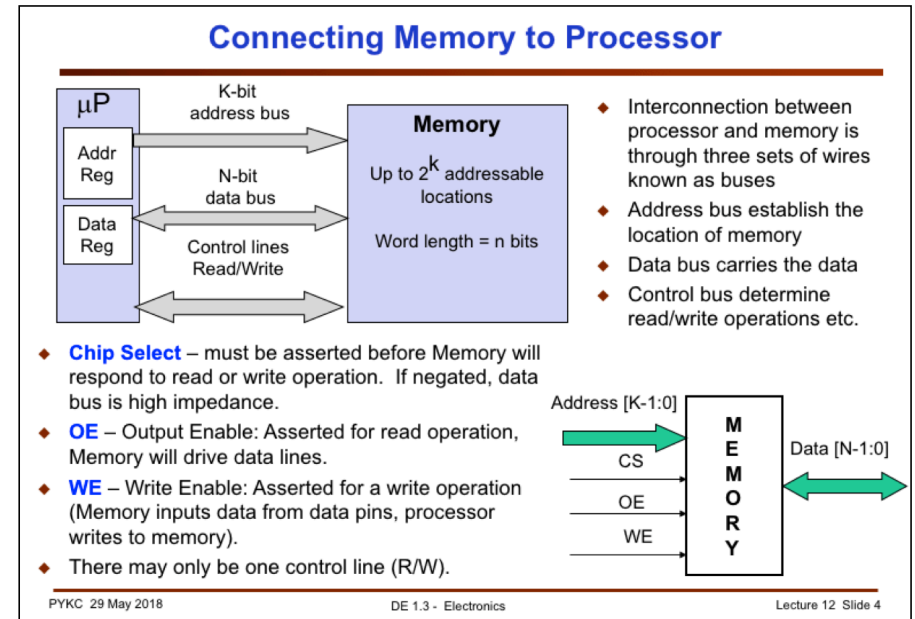 Connecting Memory to Processor
μP
Addr
Reg
Data
Reg
K-bit
address bus
N-bit
data bus
Control lines
Read/Write
Memory
Up to 2^k addressable
locations
Word length = n bits
◆ Interconnection between
processor and memory is
through three sets of wires
known as buses
◆ Address bus establish the
location of memory
◆ Data bus carries the data
◆ Control bus determine
read/write operations etc.
◆ Chip Select – must be asserted before Memory will
respond to read or write operation. If negated, data
bus is high impedance.
◆ OE – Output Enable: Asserted for read operation,
Memory will drive data lines.
◆ WE – Write Enable: Asserted for a write operation
(Memory inputs data from data pins, processor
writes to memory).
◆ There may only be one control line (R/W).
Address [K-1:0]
CS
OE
WE
M
E
M
O
R
Y
Data [N-1:0]
PYKC 29 May 2018
DE 1.3 - Electronics
Lecture 12 Slide 4